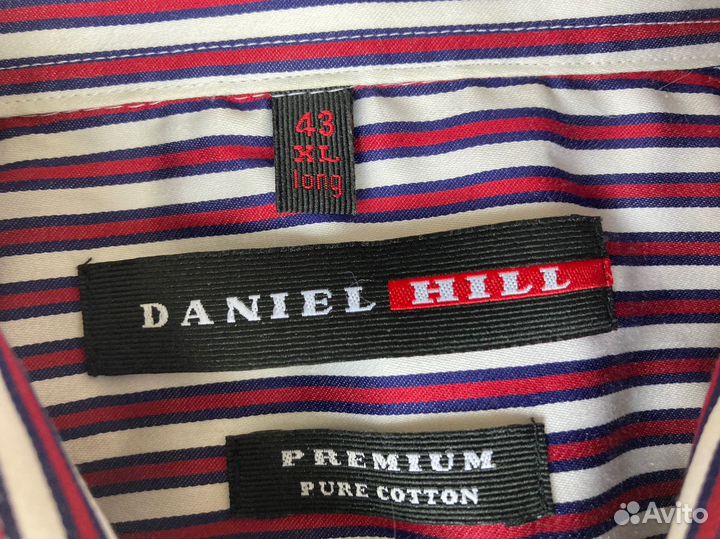 43
XL
long
DANIEL HILL
PREMIUM
PURE COTTON
Avito